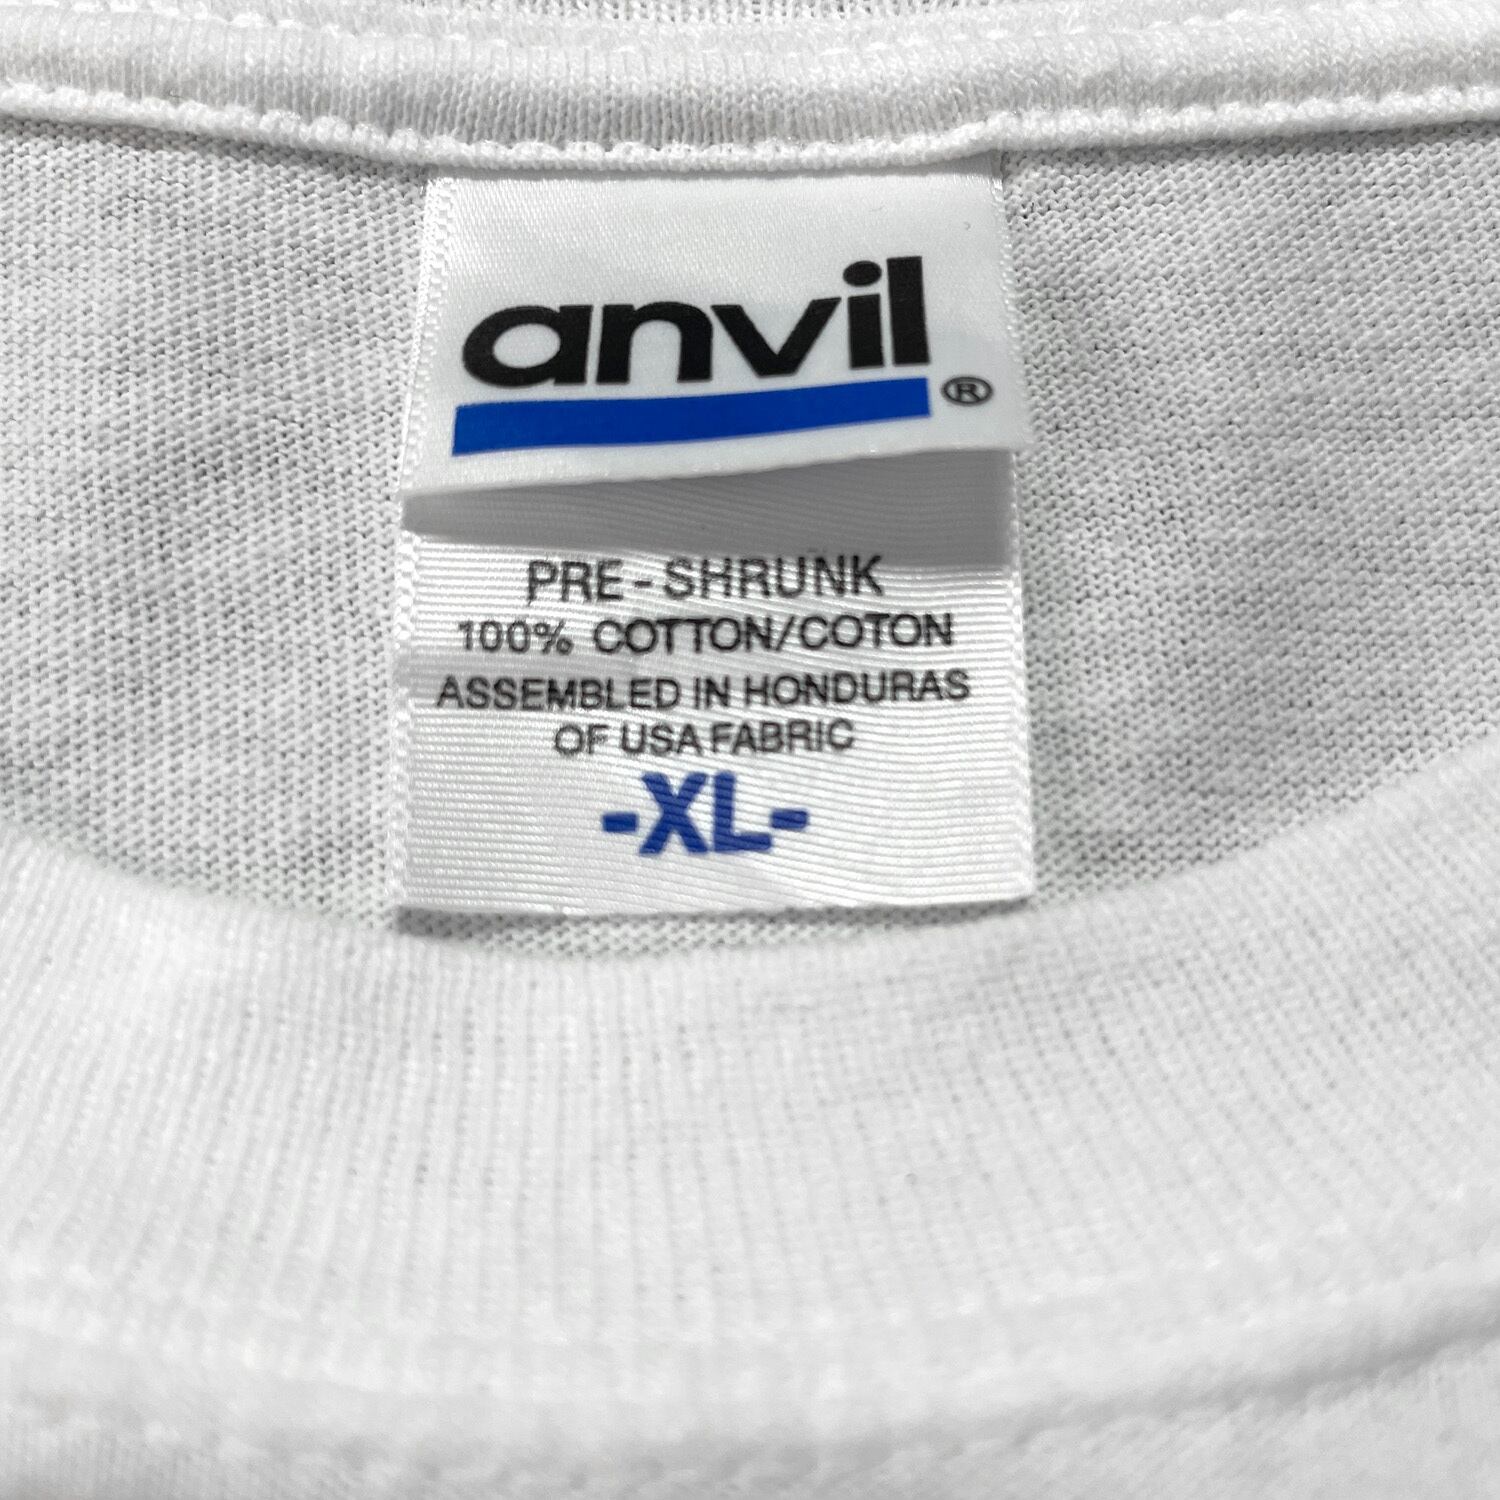 anvil®
PRE-SHRUNK
100% COTTON/COTON
ASSEMBLED IN HONDURAS
OF USA FABRIC
-XL-